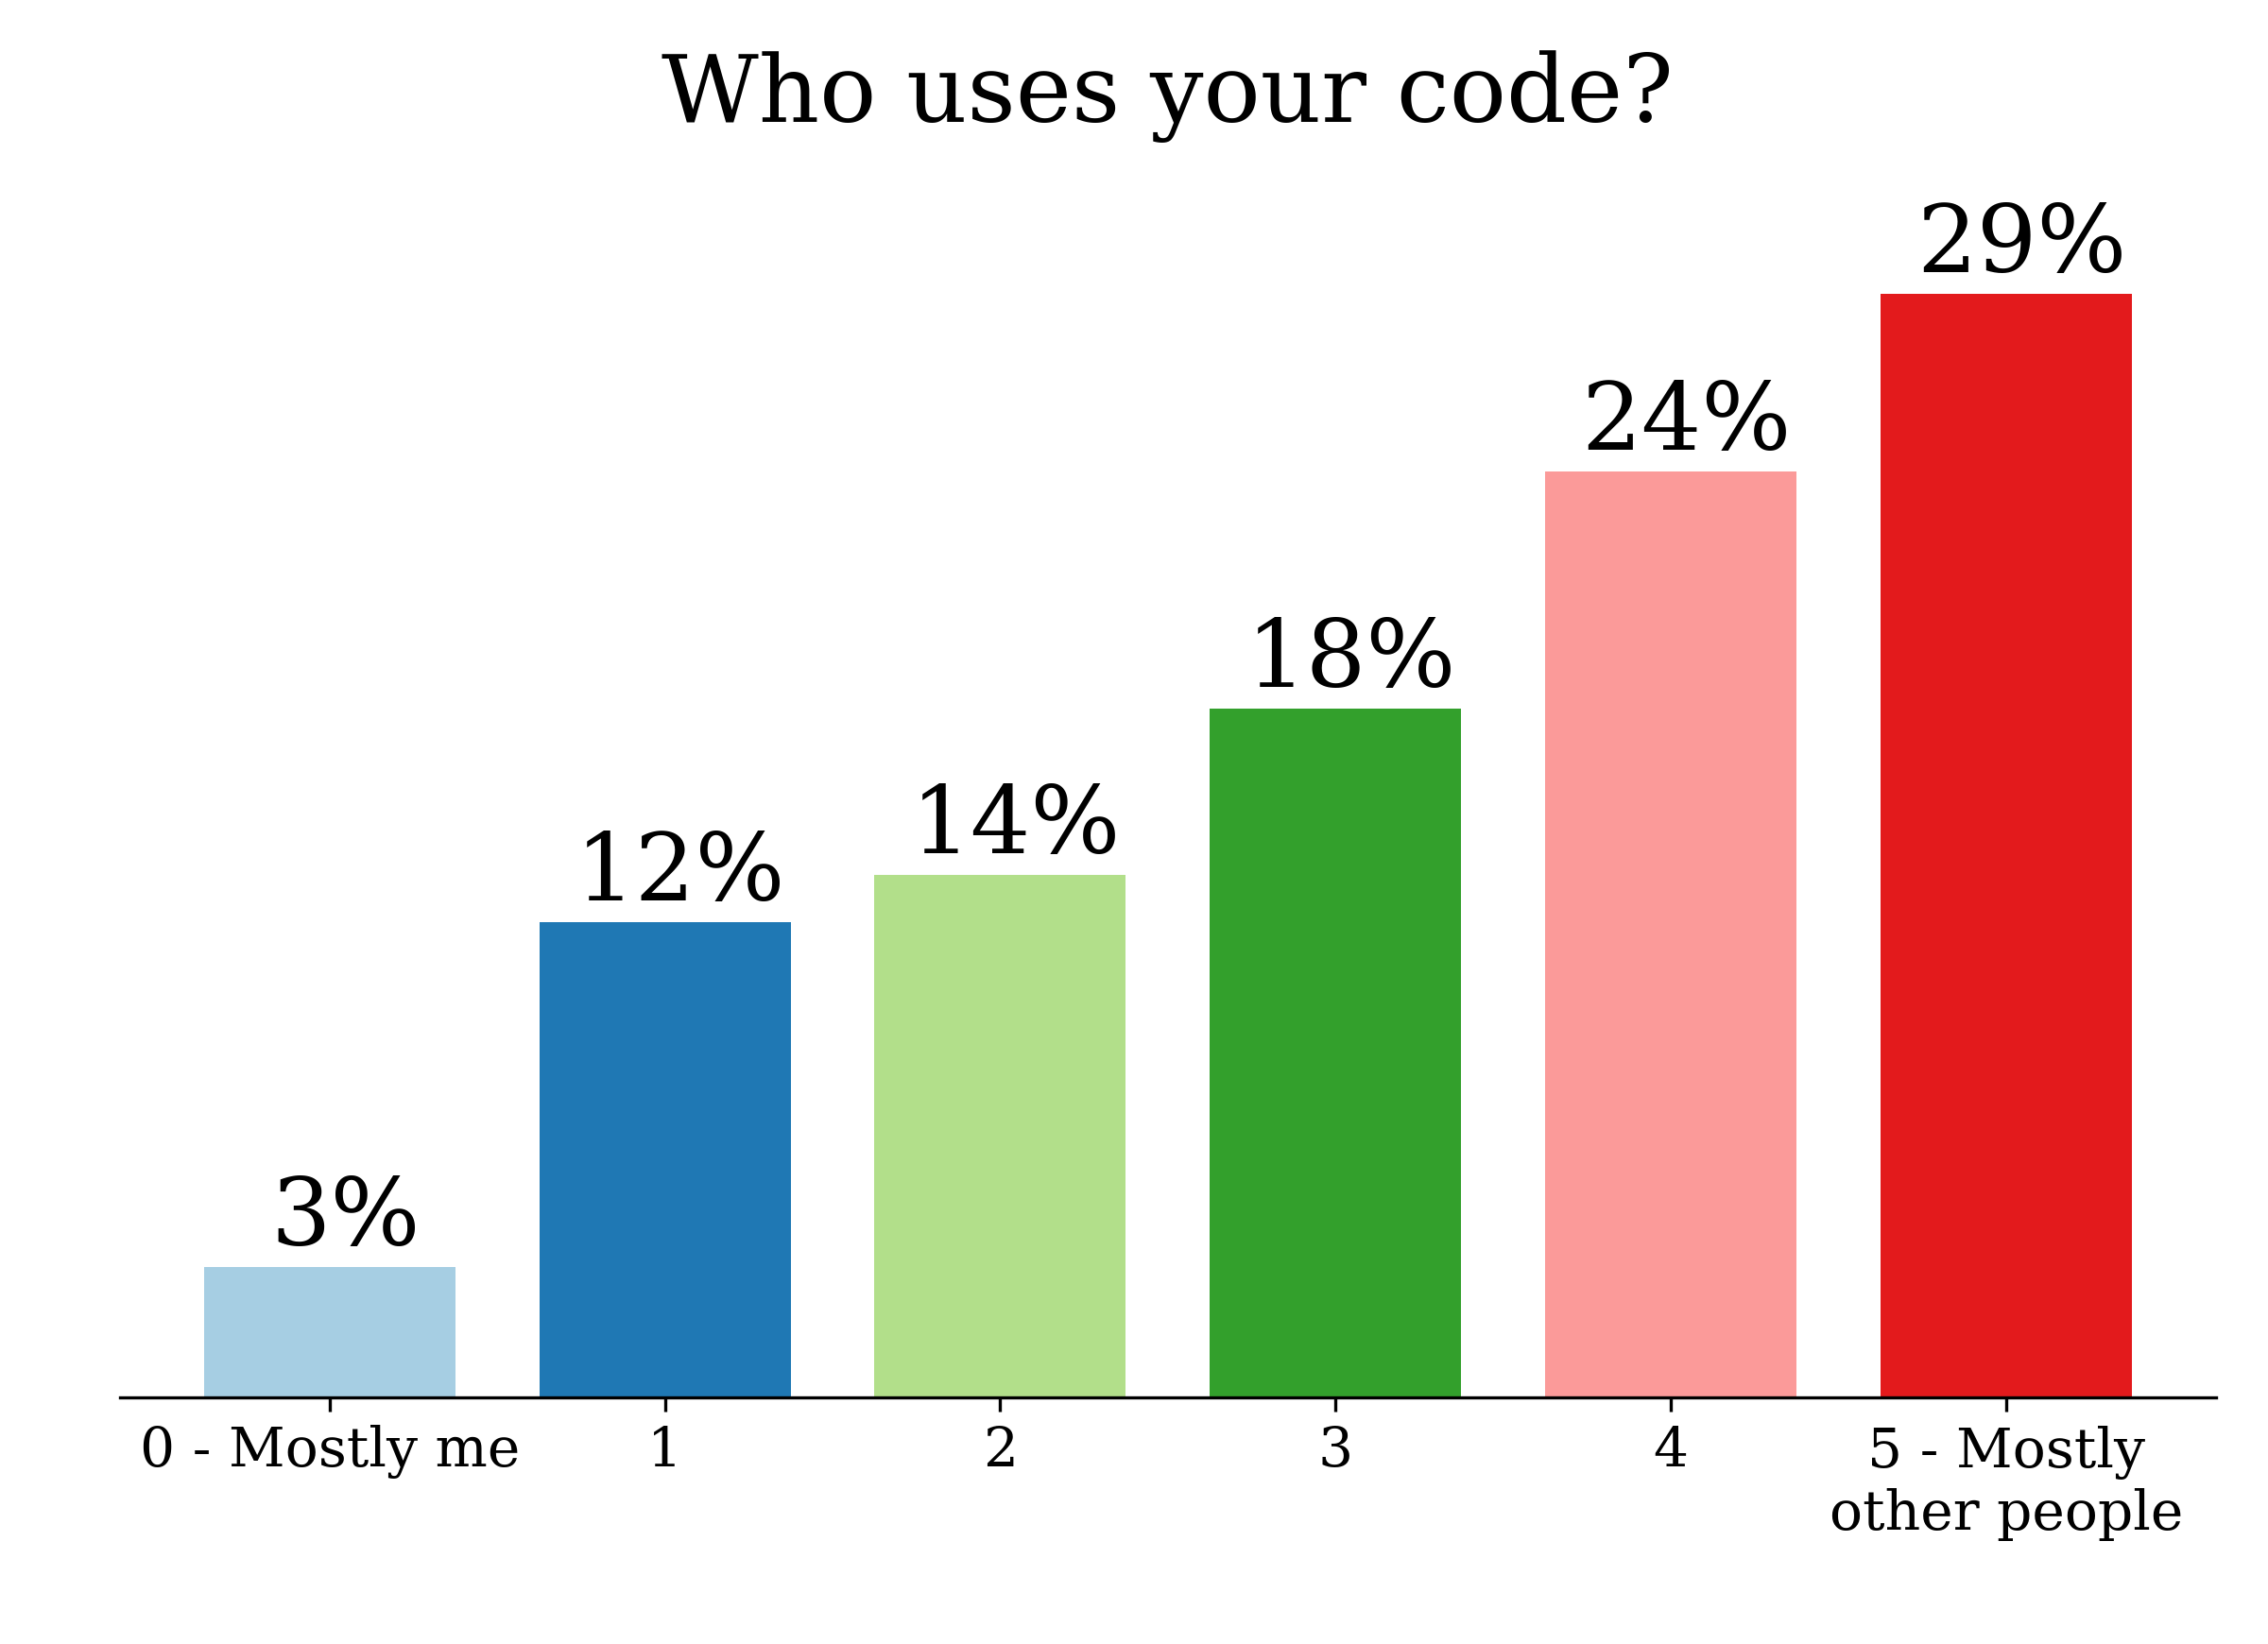 Who uses your code?
29%
24%
18%
14%
12%
3%
0 - Mostly me
1
2
3
4
5 - Mostly
other people